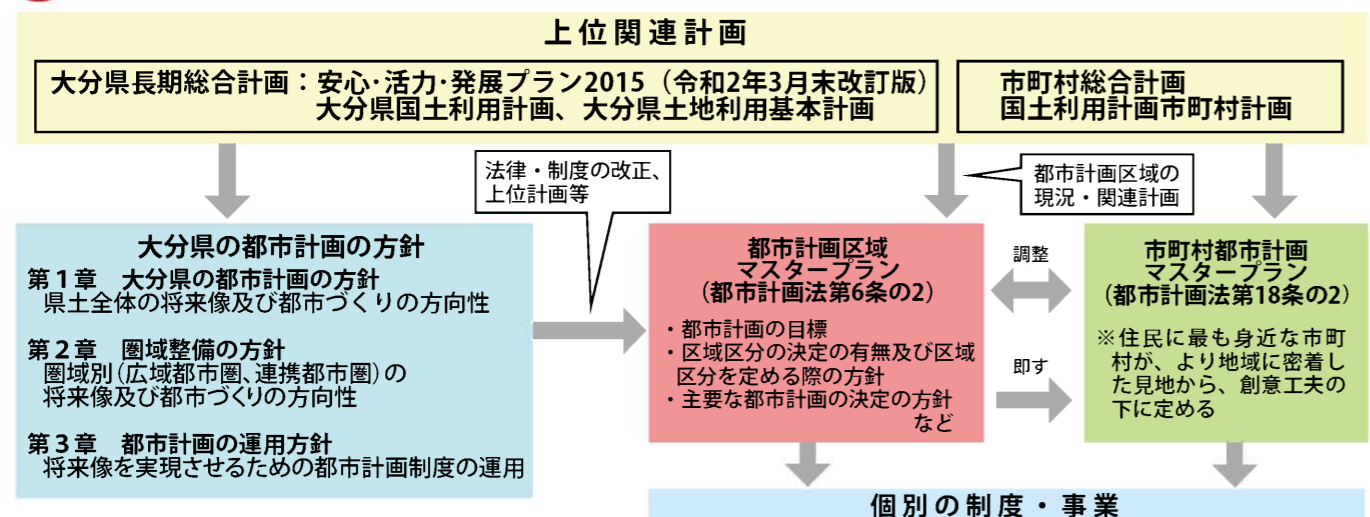 上位関連計画
大分県長期総合計画：安心・活力・発展プラン2015（令和2年3月末改訂版）
大分県国土利用計画、大分県土地利用基本計画
市町村総合計画
国土利用計画市町村計画
法律・制度の改正、
上位計画等
都市計画区域の
現況・関連計画
大分県の都市計画の方針
第１章　大分県の都市計画の方針
県土全体の将来像及び都市づくりの方向性
第２章　圏域整備の方針
圏域別（広域都市圏、連携都市圏）の
将来像及び都市づくりの方向性
第３章　都市計画の運用方針
将来像を実現させるための都市計画制度の運用
都市計画区域
マスタープラン
（都市計画法第6条の2）
・都市計画の目標
・区域区分の決定の有無及び区域
区分を定める際の方針
・主要な都市計画の決定の方針
など
調整
即す
市町村都市計画
マスタープラン
（都市計画法第18条の2）
※住民に最も身近な市町
村が、より地域に密着し
た見地から、創意工夫の
下に定める
個別の制度・事業